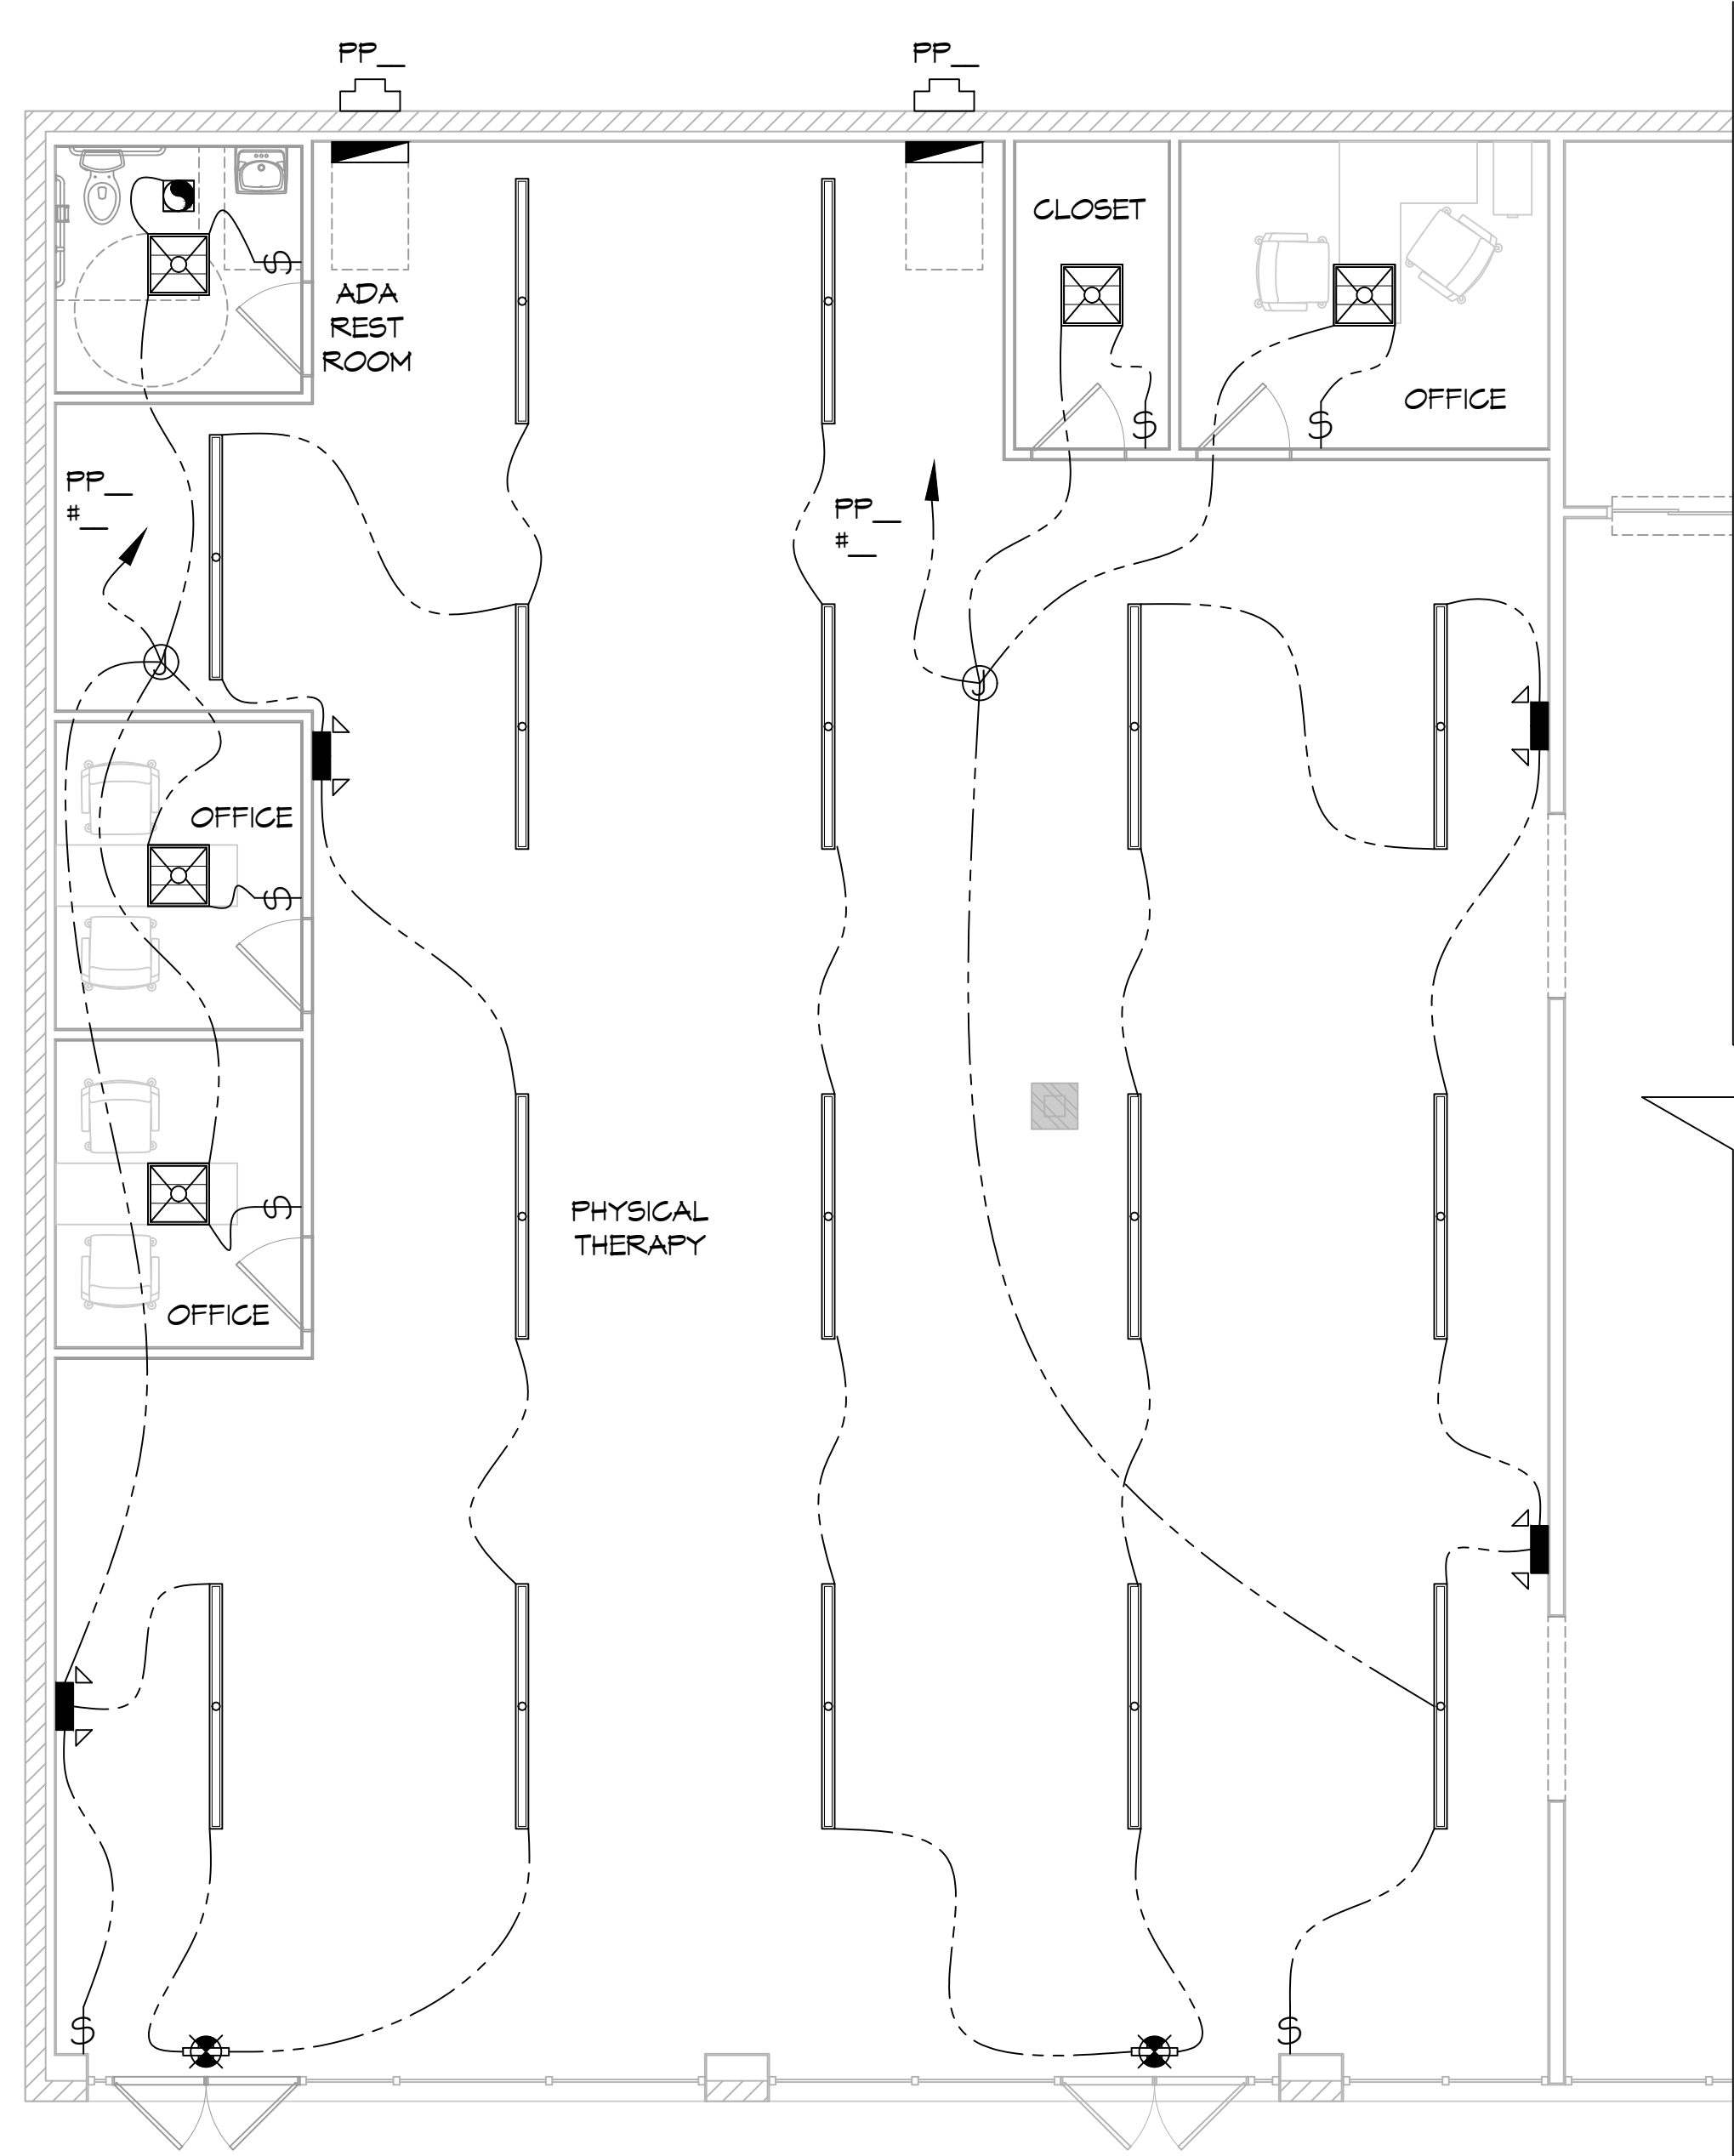 PP__
PP__
CLOSET
ADA
REST
ROOM
$
OFFICE
$
$
PP__
#__
PP__
#__
J
J
OFFICE
$
PHYSICAL
THERAPY
$
OFFICE
$
$